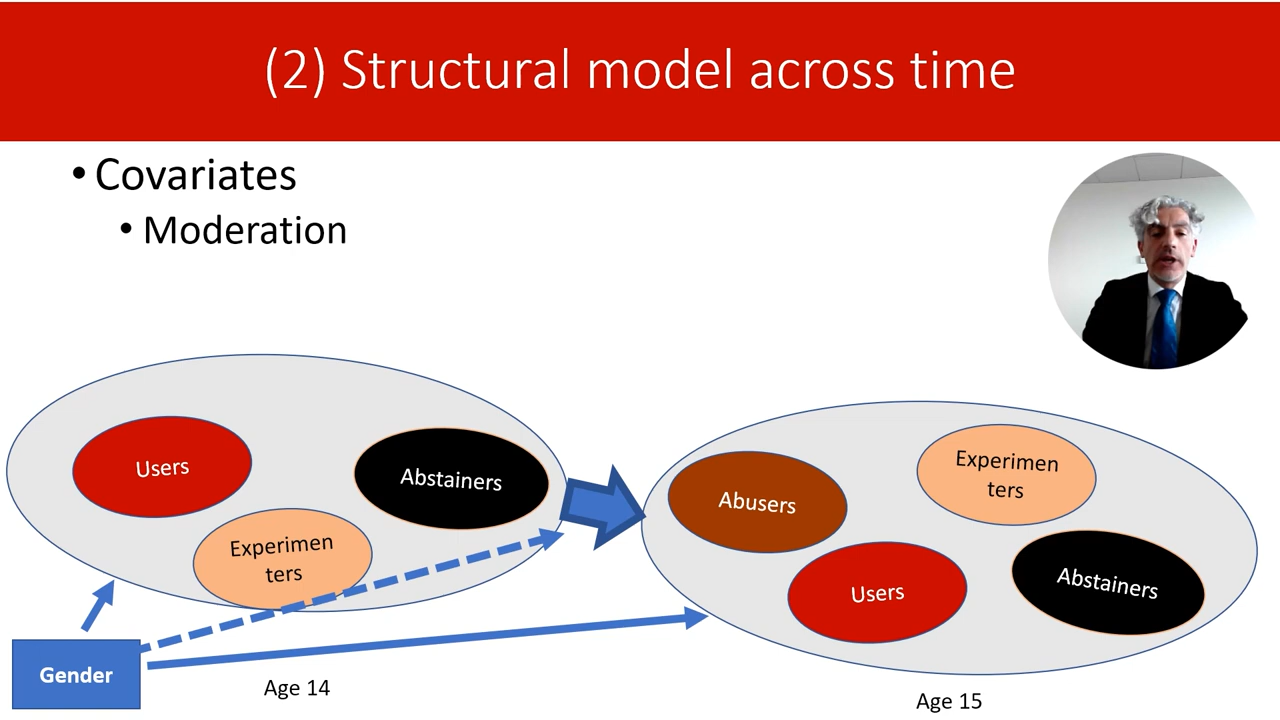 (2) Structural model across time
• Covariates
• Moderation
Users
Abstainers
Experimen
ters
Gender
Age 14
Abusers
Experimen
ters
Users
Abstainers
Age 15